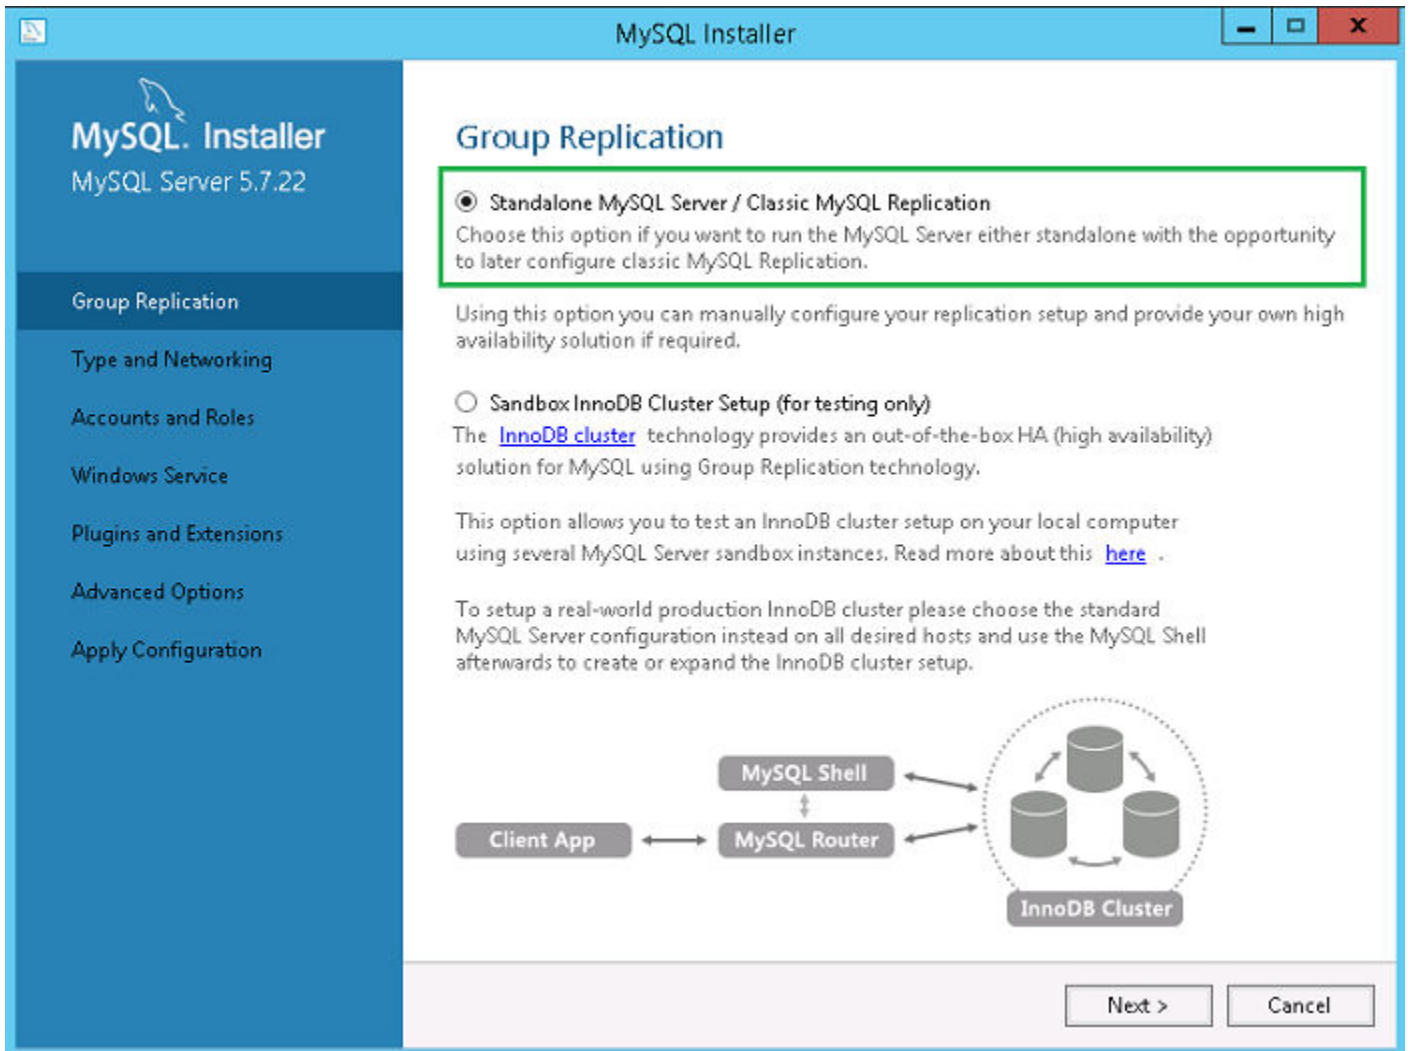 MySQL Installer
MySQL. Installer
MySQL Server 5.7.22
Group Replication
Type and Networking
Accounts and Roles
Windows Service
Plugins and Extensions
Advanced Options
Apply Configuration
Group Replication
Standalone MySQL Server / Classic MySQL Replication
Choose this option if you want to run the MySQL Server either standalone with the opportunity
to later configure classic MySQL Replication.
Using this option you can manually configure your replication setup and provide your own high
availability solution if required.
Sandbox InnoDB Cluster Setup (for testing only)
The InnoDB cluster technology provides an out-of-the-box HA (high availability)
solution for MySQL using Group Replication technology.
This option allows you to test an InnoDB cluster setup on your local computer
using several MySQL Server sandbox instances. Read more about this here .
To setup a real-world production InnoDB cluster please choose the standard
MySQL Server configuration instead on all desired hosts and use the MySQL Shell
afterwards to create or expand the InnoDB cluster setup.
MySQL Shell
Client App
MySQL Router
InnoDB Cluster
Next >
Cancel